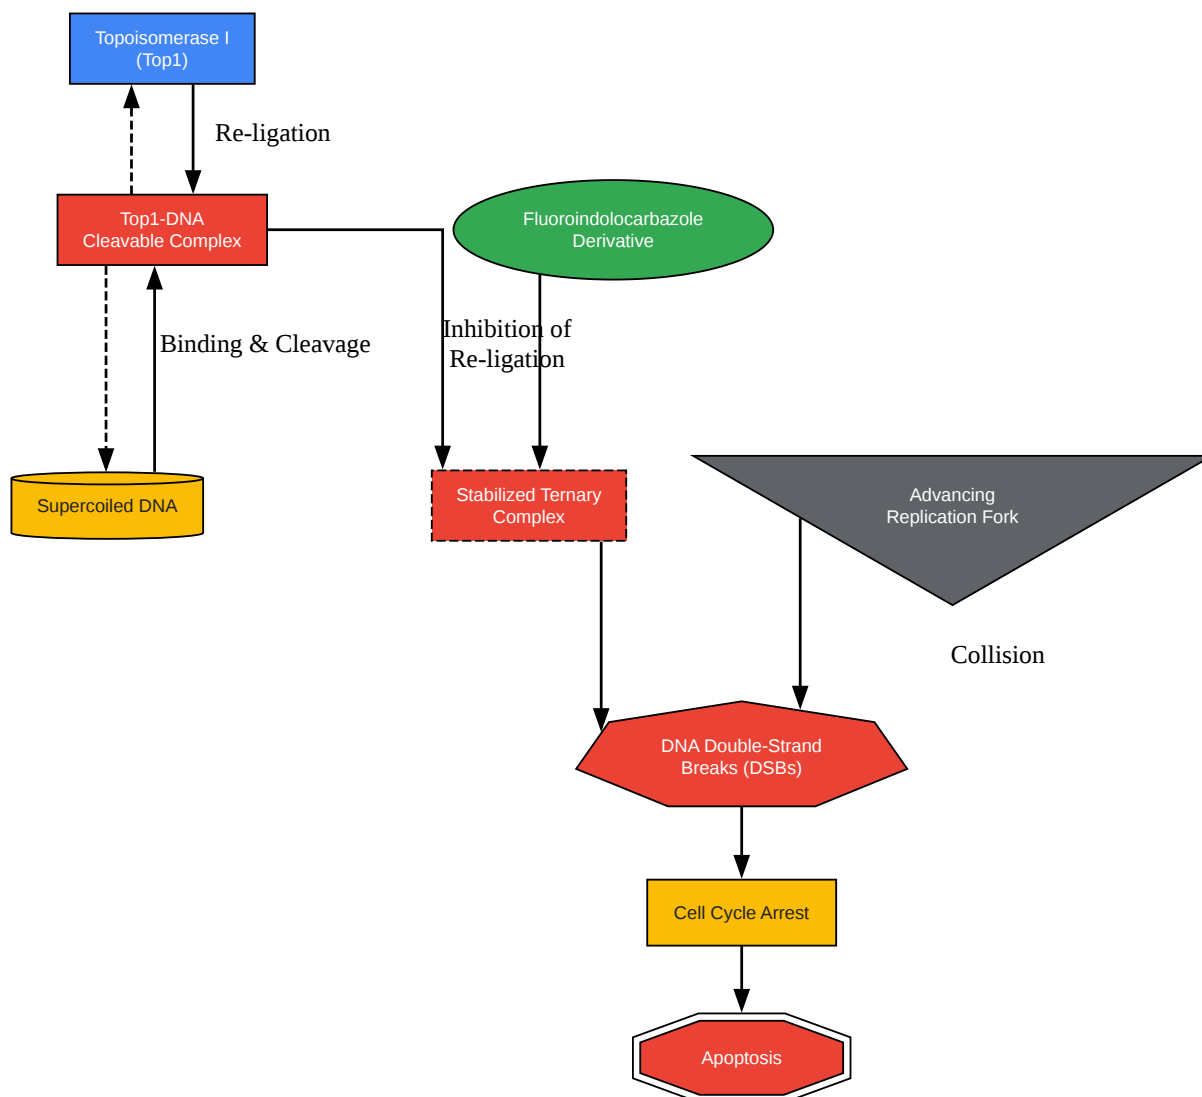 Topoisomerase I
(Top1)
Re-ligation
Top1-DNA
Cleavable Complex
Fluoroindolocarbazole
Derivative
Inhibition of
Re-ligation
Binding & Cleavage
Supercoiled DNA
Stabilized Ternary
Complex
Advancing
Replication Fork
Collision
DNA Double-Strand
Breaks (DSBs)
Cell Cycle Arrest
Apoptosis